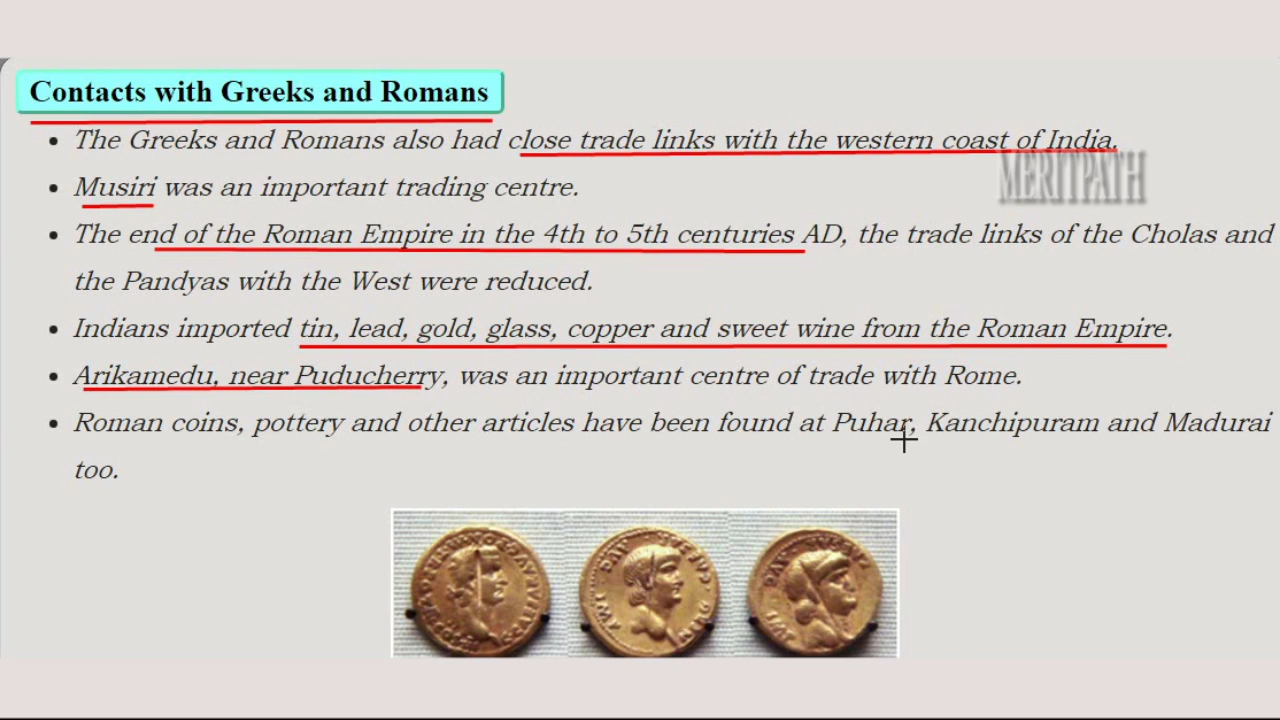 Contacts with Greeks and Romans
• The Greeks and Romans also had close trade links with the western coast of India.
MERITPATH
• Musiri was an important trading centre.
• The end of the Roman Empire in the 4th to 5th centuries AD, the trade links of the Cholas and
the Pandyas with the West were reduced.
• Indians imported tin, lead, gold, glass, copper and sweet wine from the Roman Empire.
• Arikamedu, near Puducherry, was an important centre of trade with Rome.
• Roman coins, pottery and other articles have been found at Puhar, Kanchipuram and Madurai
too.